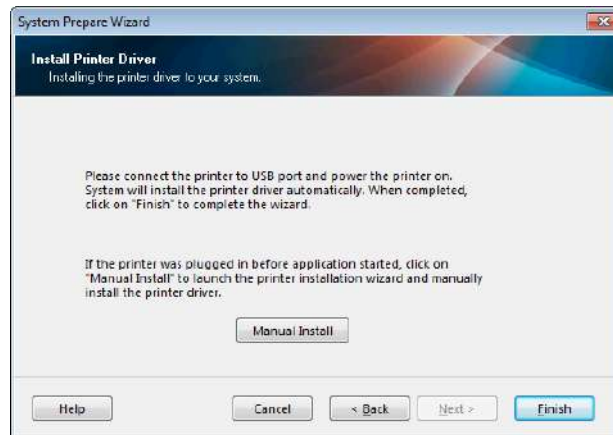 System Prepare Wizard
Install Printer Driver
Installing the printer driver to your system.
Please connect the printer to USB port and power the printer on.
System will install the printer driver automatically. When completed,
click on "Finish" to complete the wizard.
If the printer was plugged in before application started, click on
"Manual Install" to launch the printer installation wizard and manually
install the printer driver.
Manual Install
Help
Cancel
< Back
Next >
Finish